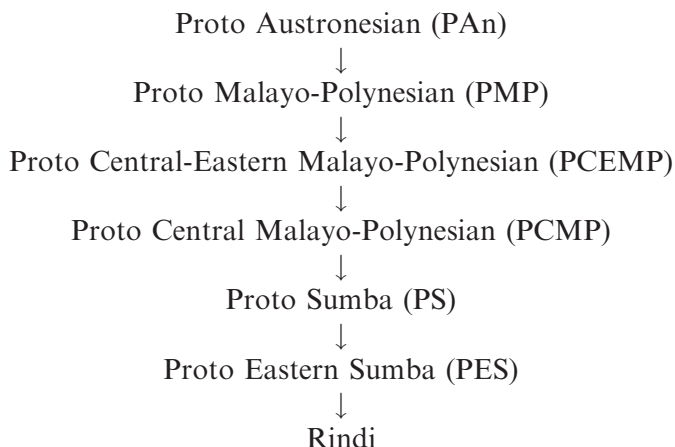 Proto Austronesian (PAn)
↓
Proto Malayo-Polynesian (PMP)
↓
Proto Central-Eastern Malayo-Polynesian (PCEMP)
↓
Proto Central Malayo-Polynesian (PCMP)
↓
Proto Sumba (PS)
↓
Proto Eastern Sumba (PES)
↓
Rindi